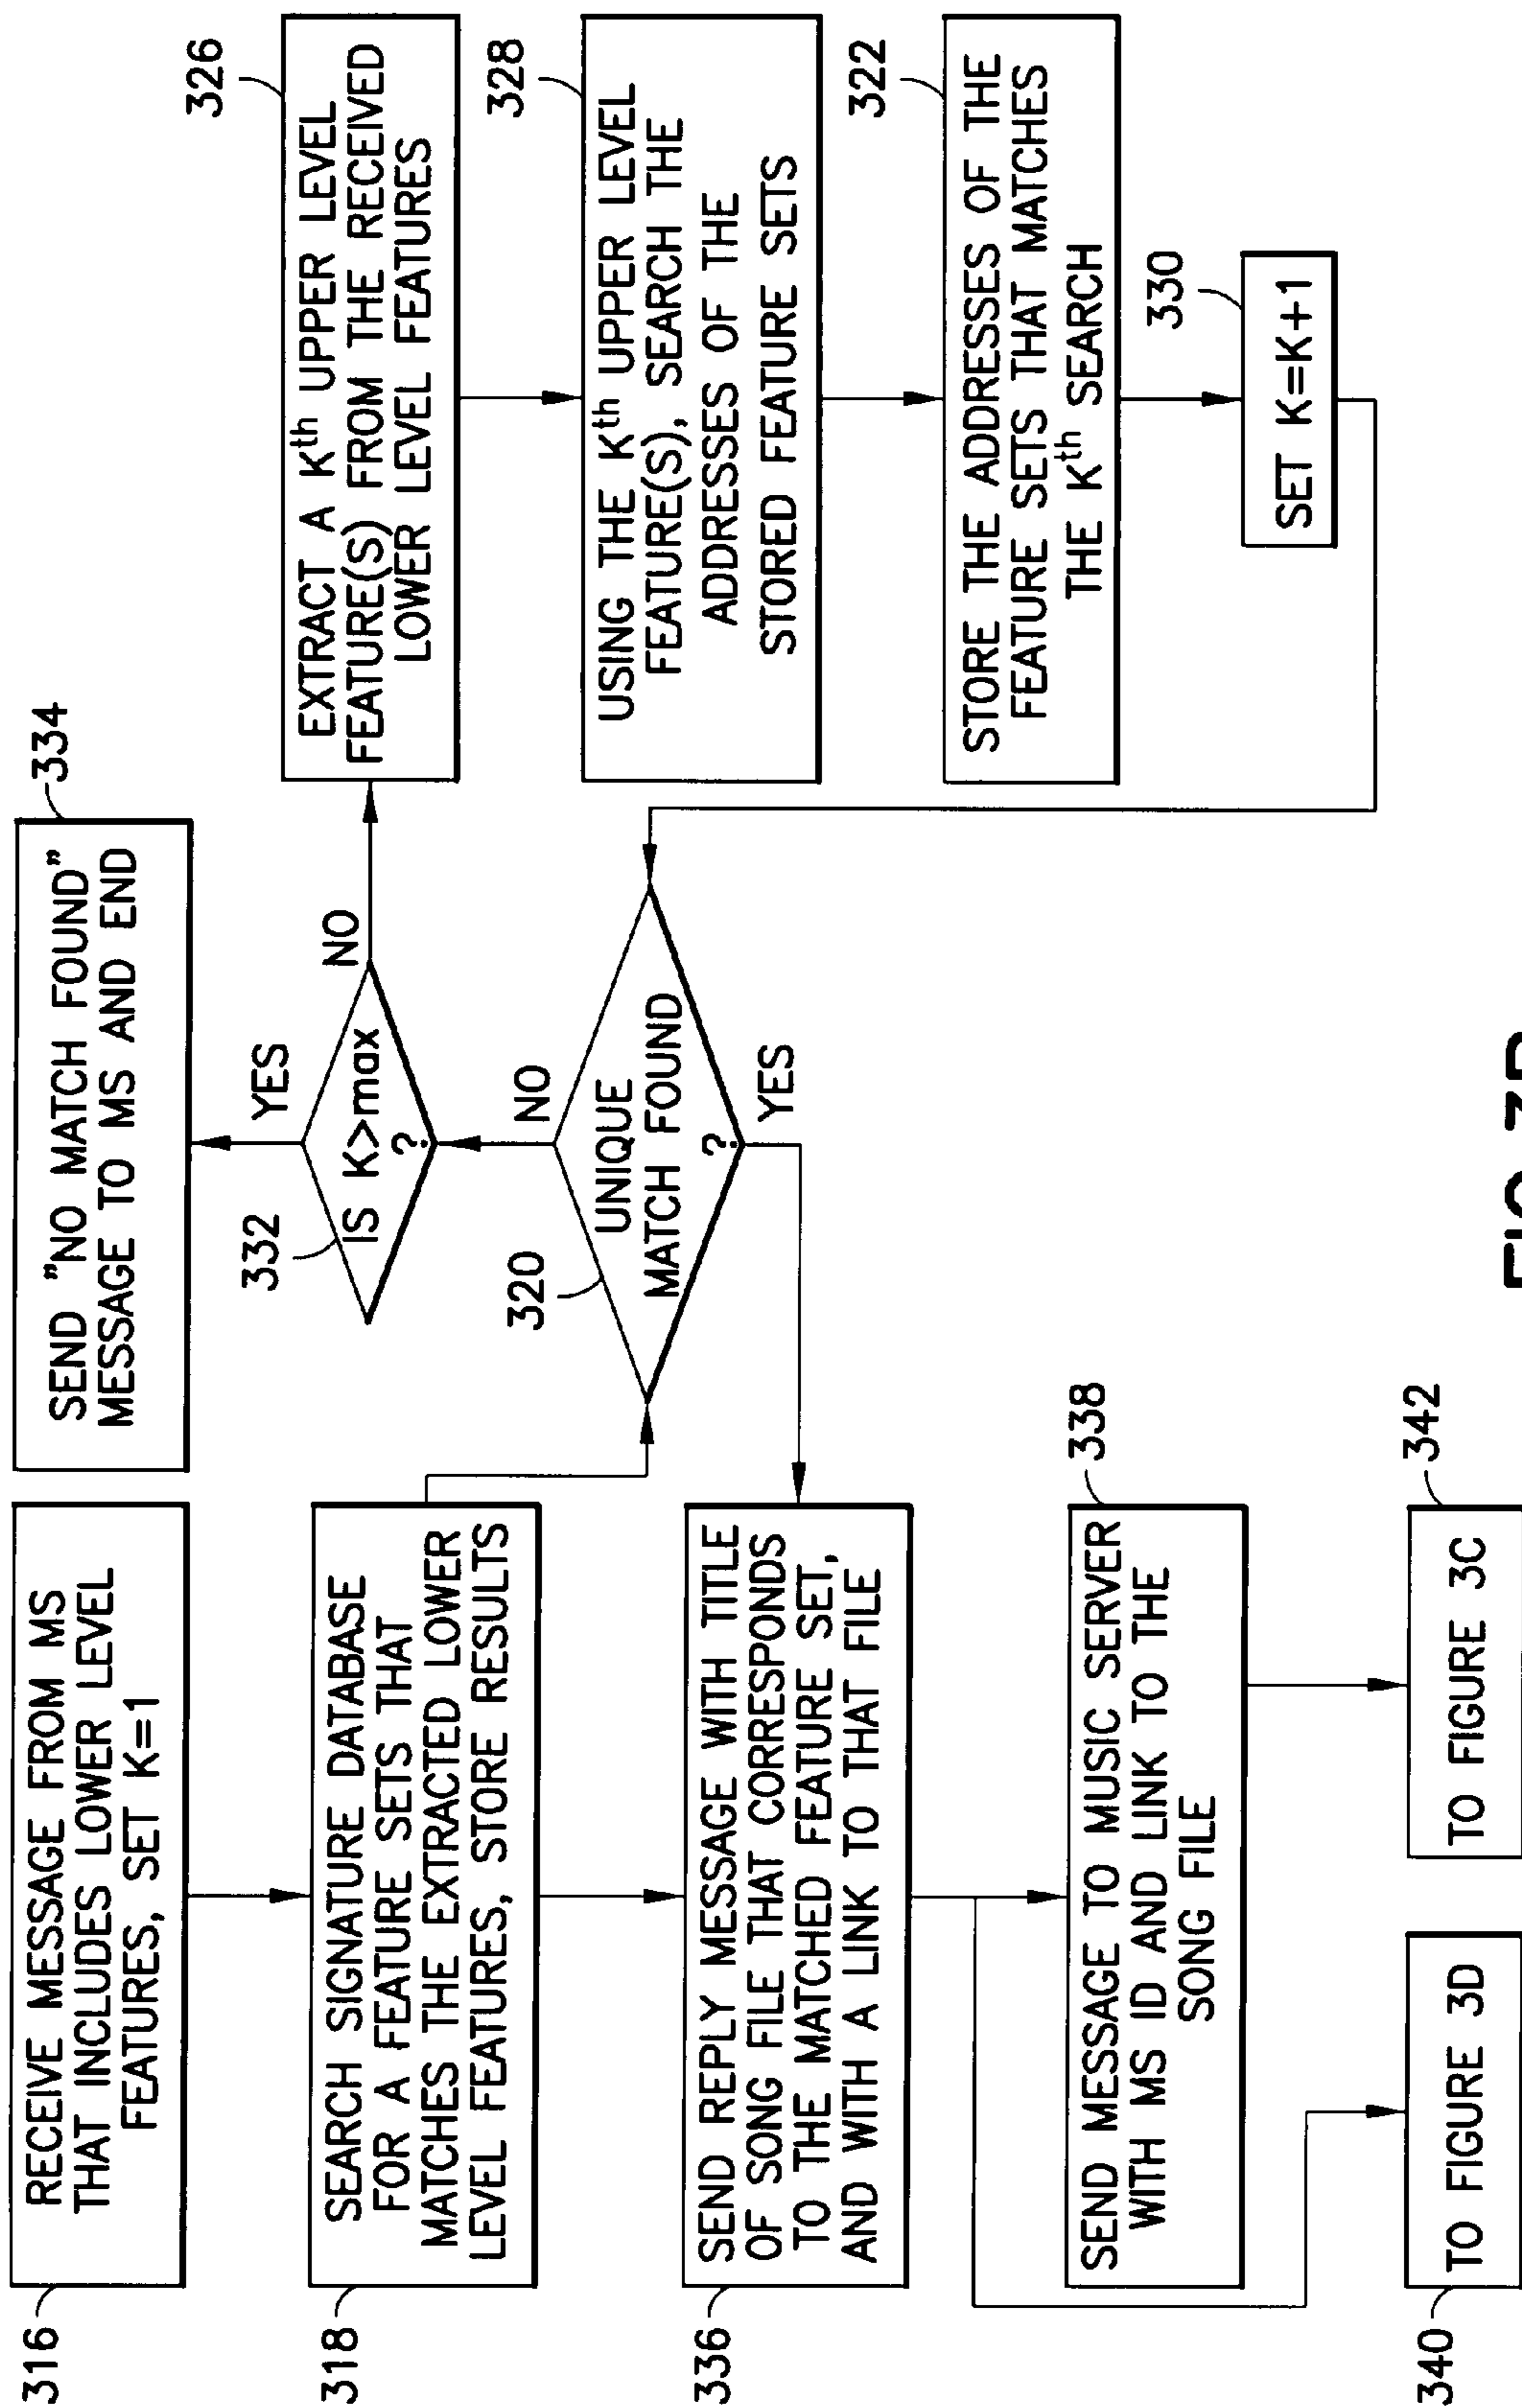 316
RECEIVE MESSAGE FROM MS
THAT INCLUDES LOWER LEVEL
FEATURES, SET K=1
318
SEARCH SIGNATURE DATABASE
FOR A FEATURE SETS THAT
MATCHES THE EXTRACTED LOWER
LEVEL FEATURES, STORE RESULTS
336
SEND REPLY MESSAGE WITH TITLE
OF SONG FILE THAT CORRESPONDS
TO THE MATCHED FEATURE SET,
AND WITH A LINK TO THAT FILE
338
SEND MESSAGE TO MUSIC SERVER
WITH MS ID AND LINK TO THE
SONG FILE
340
TO FIGURE 3D
342
TO FIGURE 3C
334
SEND "NO MATCH FOUND"
MESSAGE TO MS AND END
YES
332
IS K>max
?
NO
NO
320
UNIQUE
MATCH FOUND
?
YES
326
EXTRACT A Kth UPPER LEVEL
FEATURE(S) FROM THE RECEIVED
LOWER LEVEL FEATURES
328
USING THE Kth UPPER LEVEL
FEATURE(S), SEARCH THE
ADDRESSES OF THE
STORED FEATURE SETS
322
STORE THE ADDRESSES OF THE
FEATURE SETS THAT MATCHES
THE Kth SEARCH
330
SET K=K+1